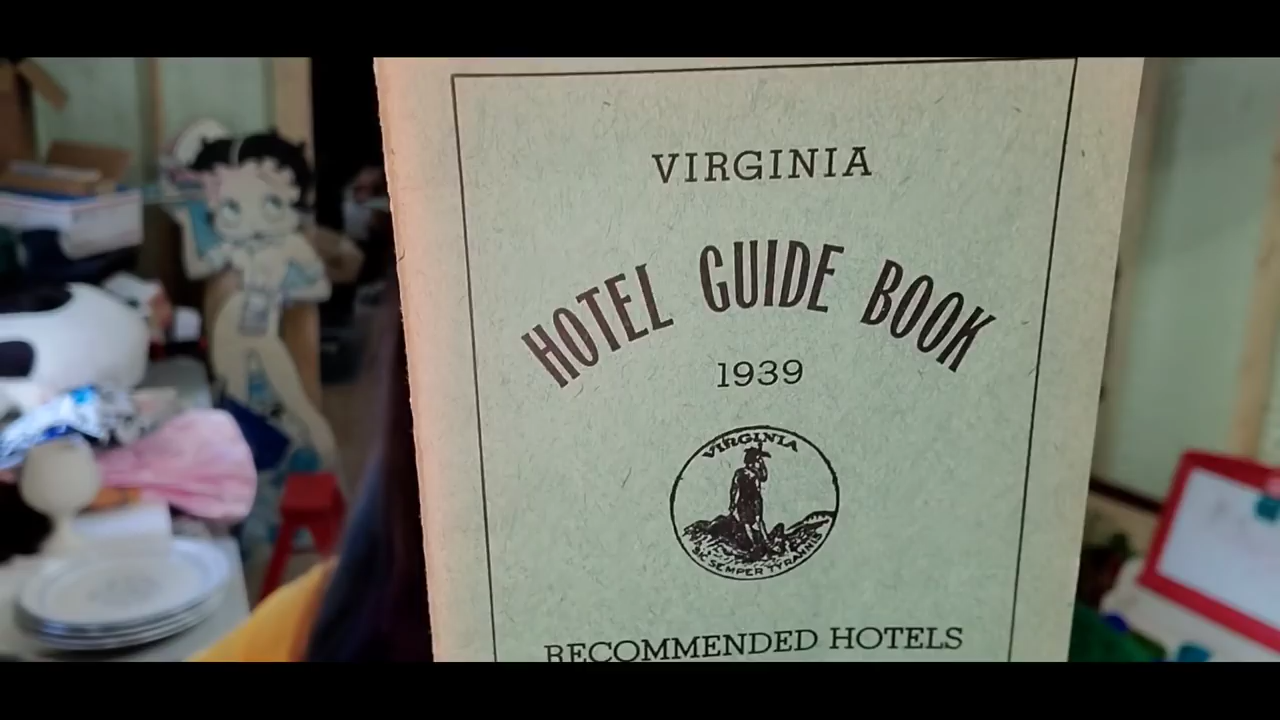 VIRGINIA
HOTEL GUIDE BOOK
1939
VIRGINIA
SIC SEMPER TYRANNIS
RECOMMENDED HOTELS